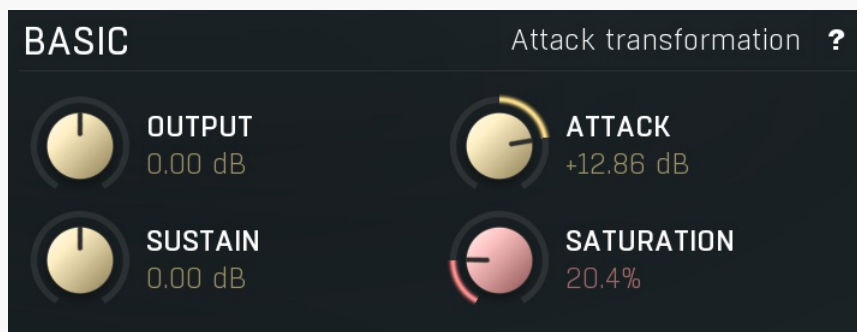 BASIC
Attack transformation ?
OUTPUT
0.00 dB
ATTACK
+12.86 dB
SUSTAIN
0.00 dB
SATURATION
20.4%